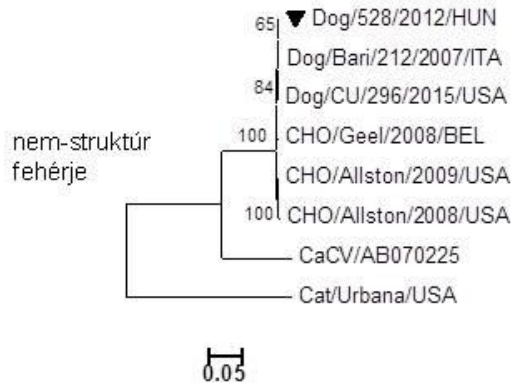 65 Dog/528/2012/HUN
Dog/Bari/212/2007/ITA
84 Dog/CU/296/2015/USA
nem-struktúr
fehérje
100 CHO/Geel/2008/BEL
CHO/Allston/2009/USA
100 CHO/Allston/2008/USA
CaCV/AB070225
Cat/Urbana/USA
0.05